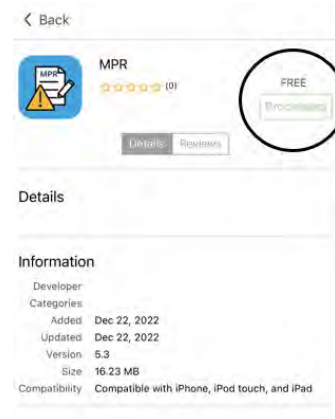 Back
MPR
MPR
(0)
FREE
Processing
Details Reviews
Details
Information
Developer
Categories
Added Dec 22, 2022
Updated Dec 22, 2022
Version 5.3
Size 16.23 MB
Compatibility Compatible with iPhone, iPod touch, and iPad